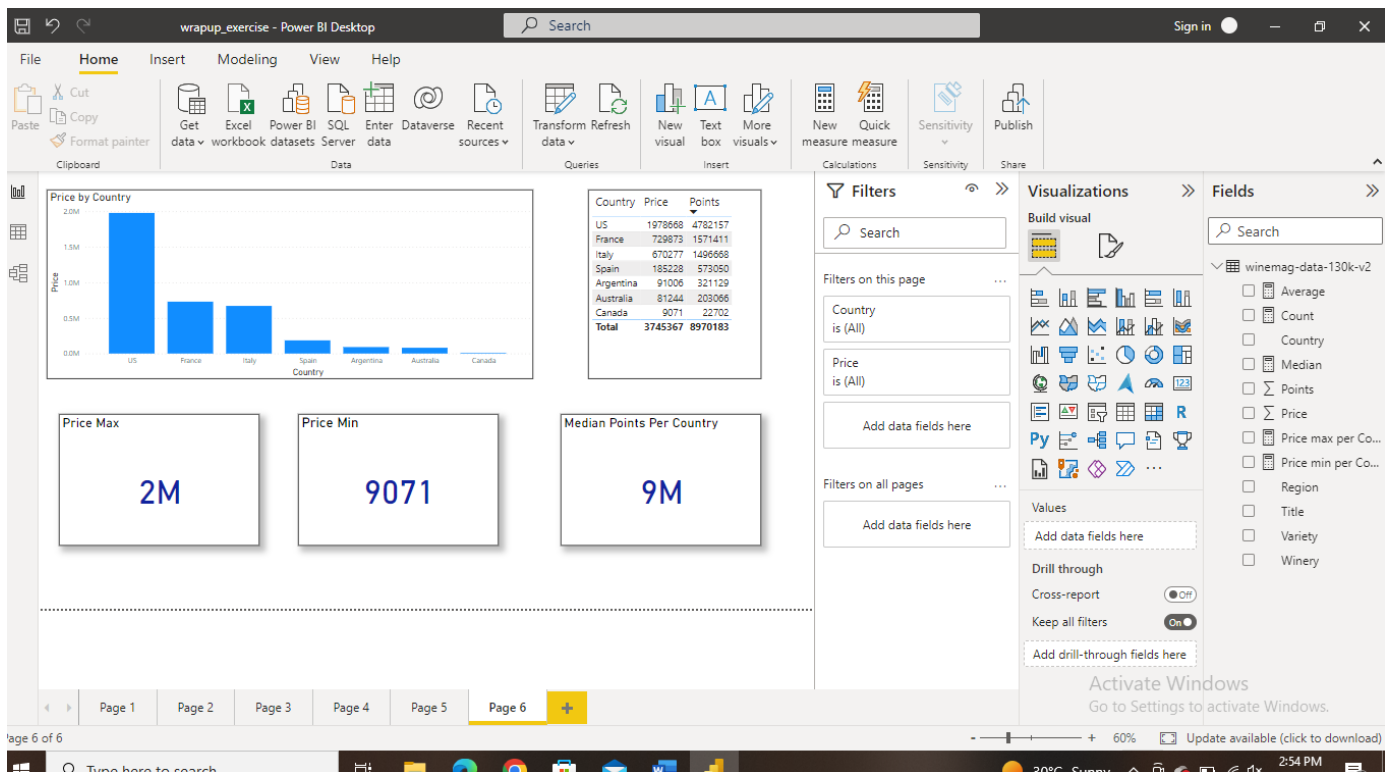 wrapup_exercise - Power BI Desktop
Search
Sign in
File Home Insert Modeling View Help
Paste
Cut
Copy
Format painter
Get data
Excel workbook
Power BI datasets
SQL Server
Enter data
Dataverse
Recent sources
Transform data
Refresh
New visual
Text box
More visuals
New measure
Quick measure
Sensitivity
Publish
Clipboard Data Queries Insert Calculations Sensitivity Share
Price by Country
2.0M
1.5M
1.0M
0.5M
0.0M
Price
US France Italy Spain Argentina Australia Canada
Country
Country Price Points
US 1978668 4782157
France 729873 1571411
Italy 670277 1496668
Spain 185228 573050
Argentina 91006 321129
Australia 81244 203066
Canada 9071 22702
Total 3745367 8970183
Price Max
2M
Price Min
9071
Median Points Per Country
9M
Filters
Search
Filters on this page ...
Country
is (All)
Price
is (All)
Add data fields here
Filters on all pages ...
Add data fields here
Visualizations
Build visual
123
R
Py
...
Values
Add data fields here
Drill through
Cross-report Off
Keep all filters On
Add drill-through fields here
Fields
Search
winemag-data-130k-v2
Average
Count
Country
Median
Points
Price
Price max per Co...
Price min per Co...
Region
Title
Variety
Winery
Activate Windows
Go to Settings to activate Windows.
Page 1 Page 2 Page 3 Page 4 Page 5 Page 6
age 6 of 6
- + 60% Update available (click to download)
Type here to search
30°C Sunny
2:54 PM